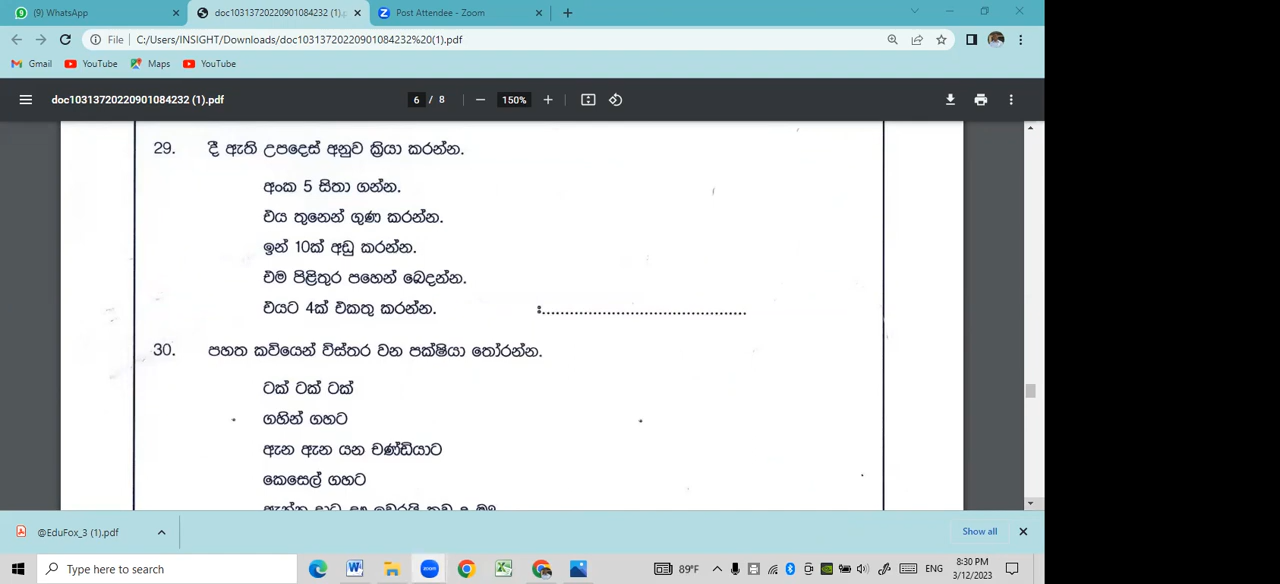 (9) WhatsApp
doc10313720220901084232 (1).p
Post Attendee - Zoom
File
C:/Users/INSIGHT/Downloads/doc10313720220901084232%20(1).pdf
Gmail
YouTube
Maps
YouTube
doc10313720220901084232 (1).pdf
6 / 8
150%
29. දී ඇති උපදෙස් අනුව ක්‍රියා කරන්න.
අංක 5 සිතා ගන්න.
එය තුනෙන් ගුණ කරන්න.
ඉන් 10ක් අඩු කරන්න.
එම පිළිතුර පහෙන් බෙදන්න.
එයට 4ක් එකතු කරන්න. :.............................................
30. පහත කවියෙන් විස්තර වන පක්ෂියා තෝරන්න.
ටක් ටක් ටක්
ගහින් ගහට
ඇන ඇන යන චණ්ඩියාට
කෙසෙල් ගහට
@EduFox_3 (1).pdf
Show all
Type here to search
89°F
ENG
8:30 PM
3/12/2023